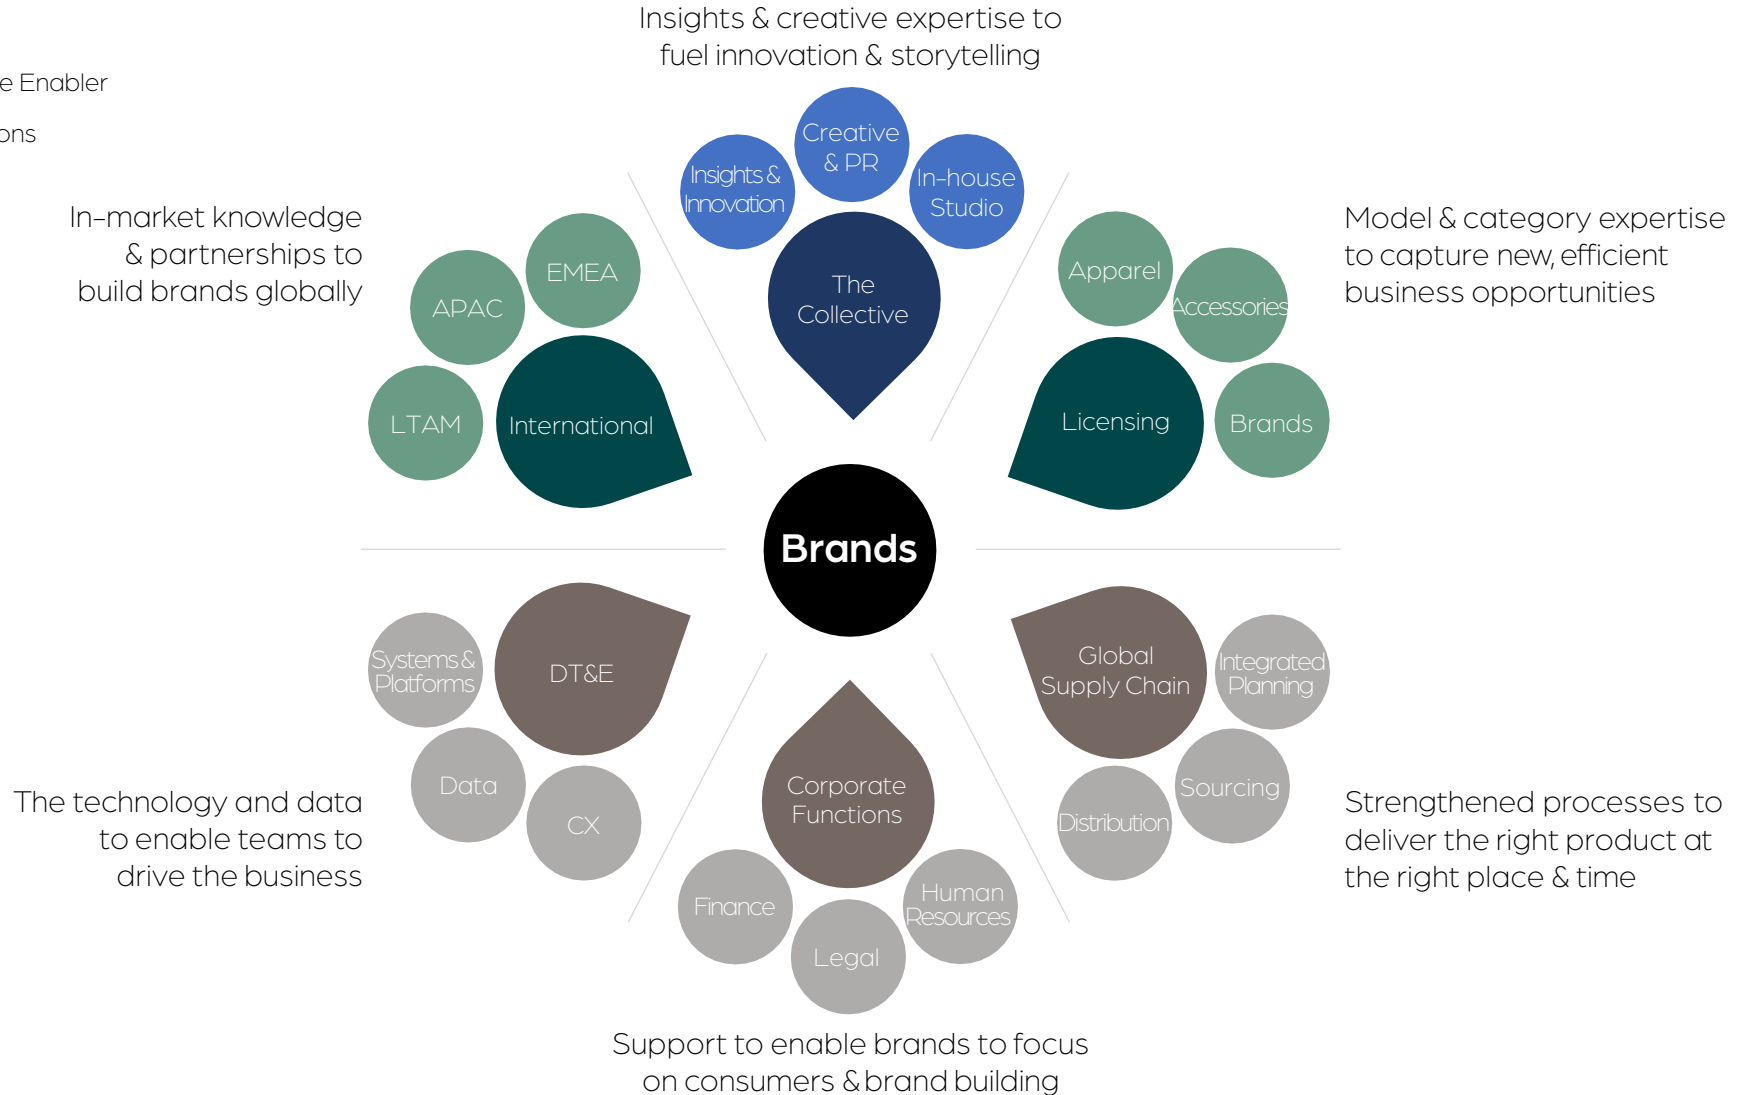 Insights & creative expertise to
fuel innovation & storytelling
e Enabler
ons
In-market knowledge
& partnerships to
build brands globally
Insights &
Innovation
Creative
& PR
In-house
Studio
The
Collective
Model & category expertise
to capture new, efficient
business opportunities
EMEA
APAC
LTAM
International
Apparel
Accessories
Brands
Licensing
Brands
Systems &
Platforms
Data
CX
DT&E
The technology and data
to enable teams to
drive the business
Corporate
Functions
Finance
Legal
Human
Resources
Global
Supply Chain
Integrated
Planning
Sourcing
Distribution
Strengthened processes to
deliver the right product at
the right place & time
Support to enable brands to focus
on consumers & brand building